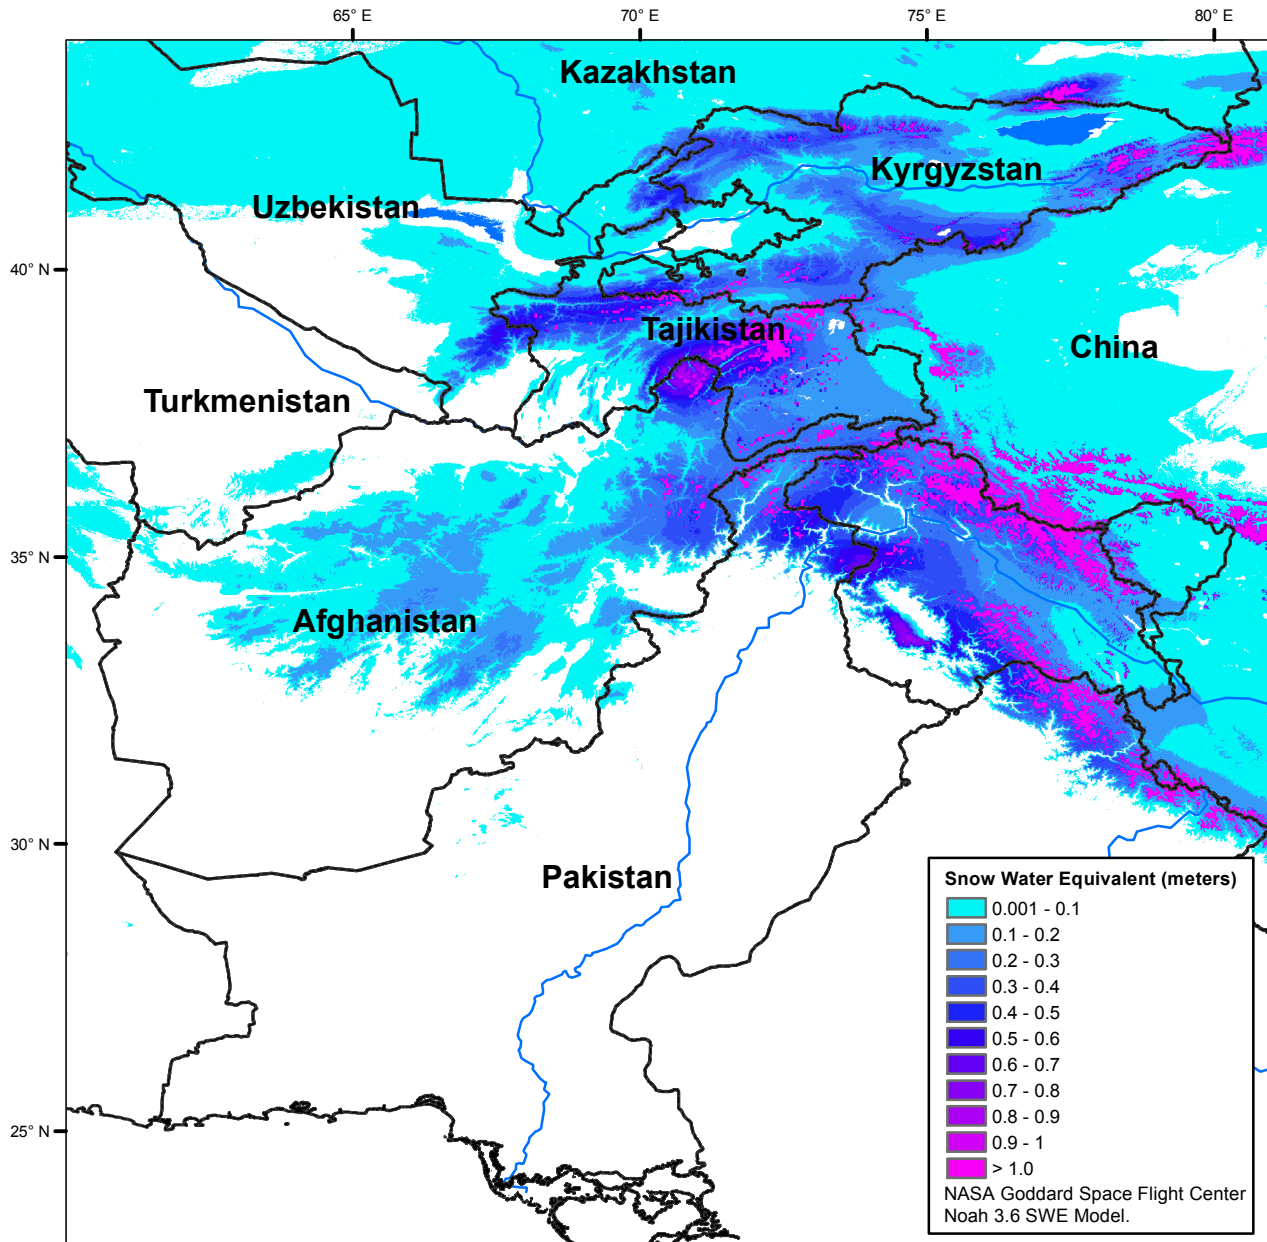 65° E
70° E
75° E
80° E
Kazakhstan
Kyrgyzstan
Uzbekistan
40° N
Tajikistan
China
Turkmenistan
35° N
Afghanistan
30° N
Pakistan
25° N
Snow Water Equivalent (meters)
0.001 - 0.1
0.1 - 0.2
0.2 - 0.3
0.3 - 0.4
0.4 - 0.5
0.5 - 0.6
0.6 - 0.7
0.7 - 0.8
0.8 - 0.9
0.9 - 1
> 1.0
NASA Goddard Space Flight Center
Noah 3.6 SWE Model.